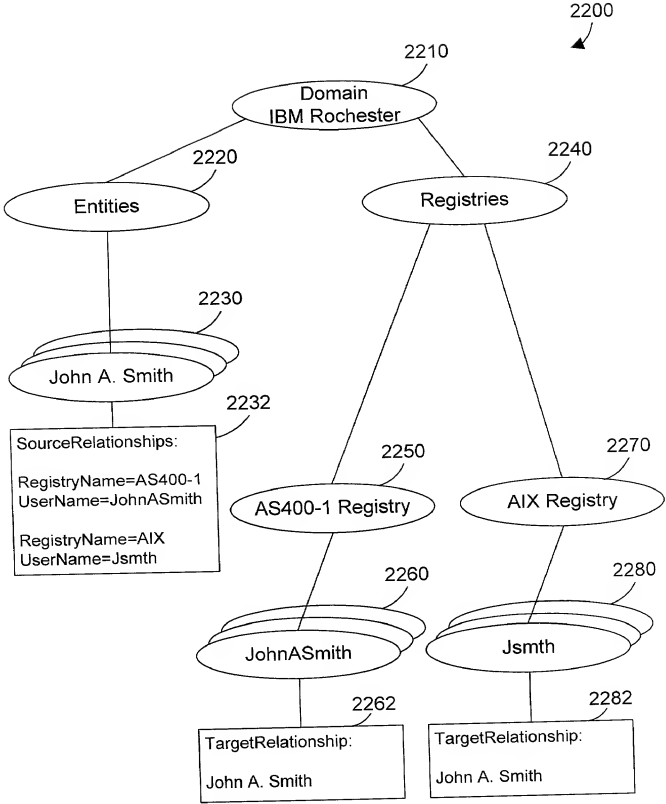 2200
2210
Domain
IBM Rochester
2220
Entities
2240
Registries
2230
John A. Smith
2232
SourceRelationships:
RegistryName=AS400-1
UserName=JohnASmith
RegistryName=AIX
UserName=Jsmth
2250
AS400-1 Registry
2270
AIX Registry
2260
JohnASmith
2280
Jsmth
2262
TargetRelationship:
John A. Smith
2282
TargetRelationship:
John A. Smith